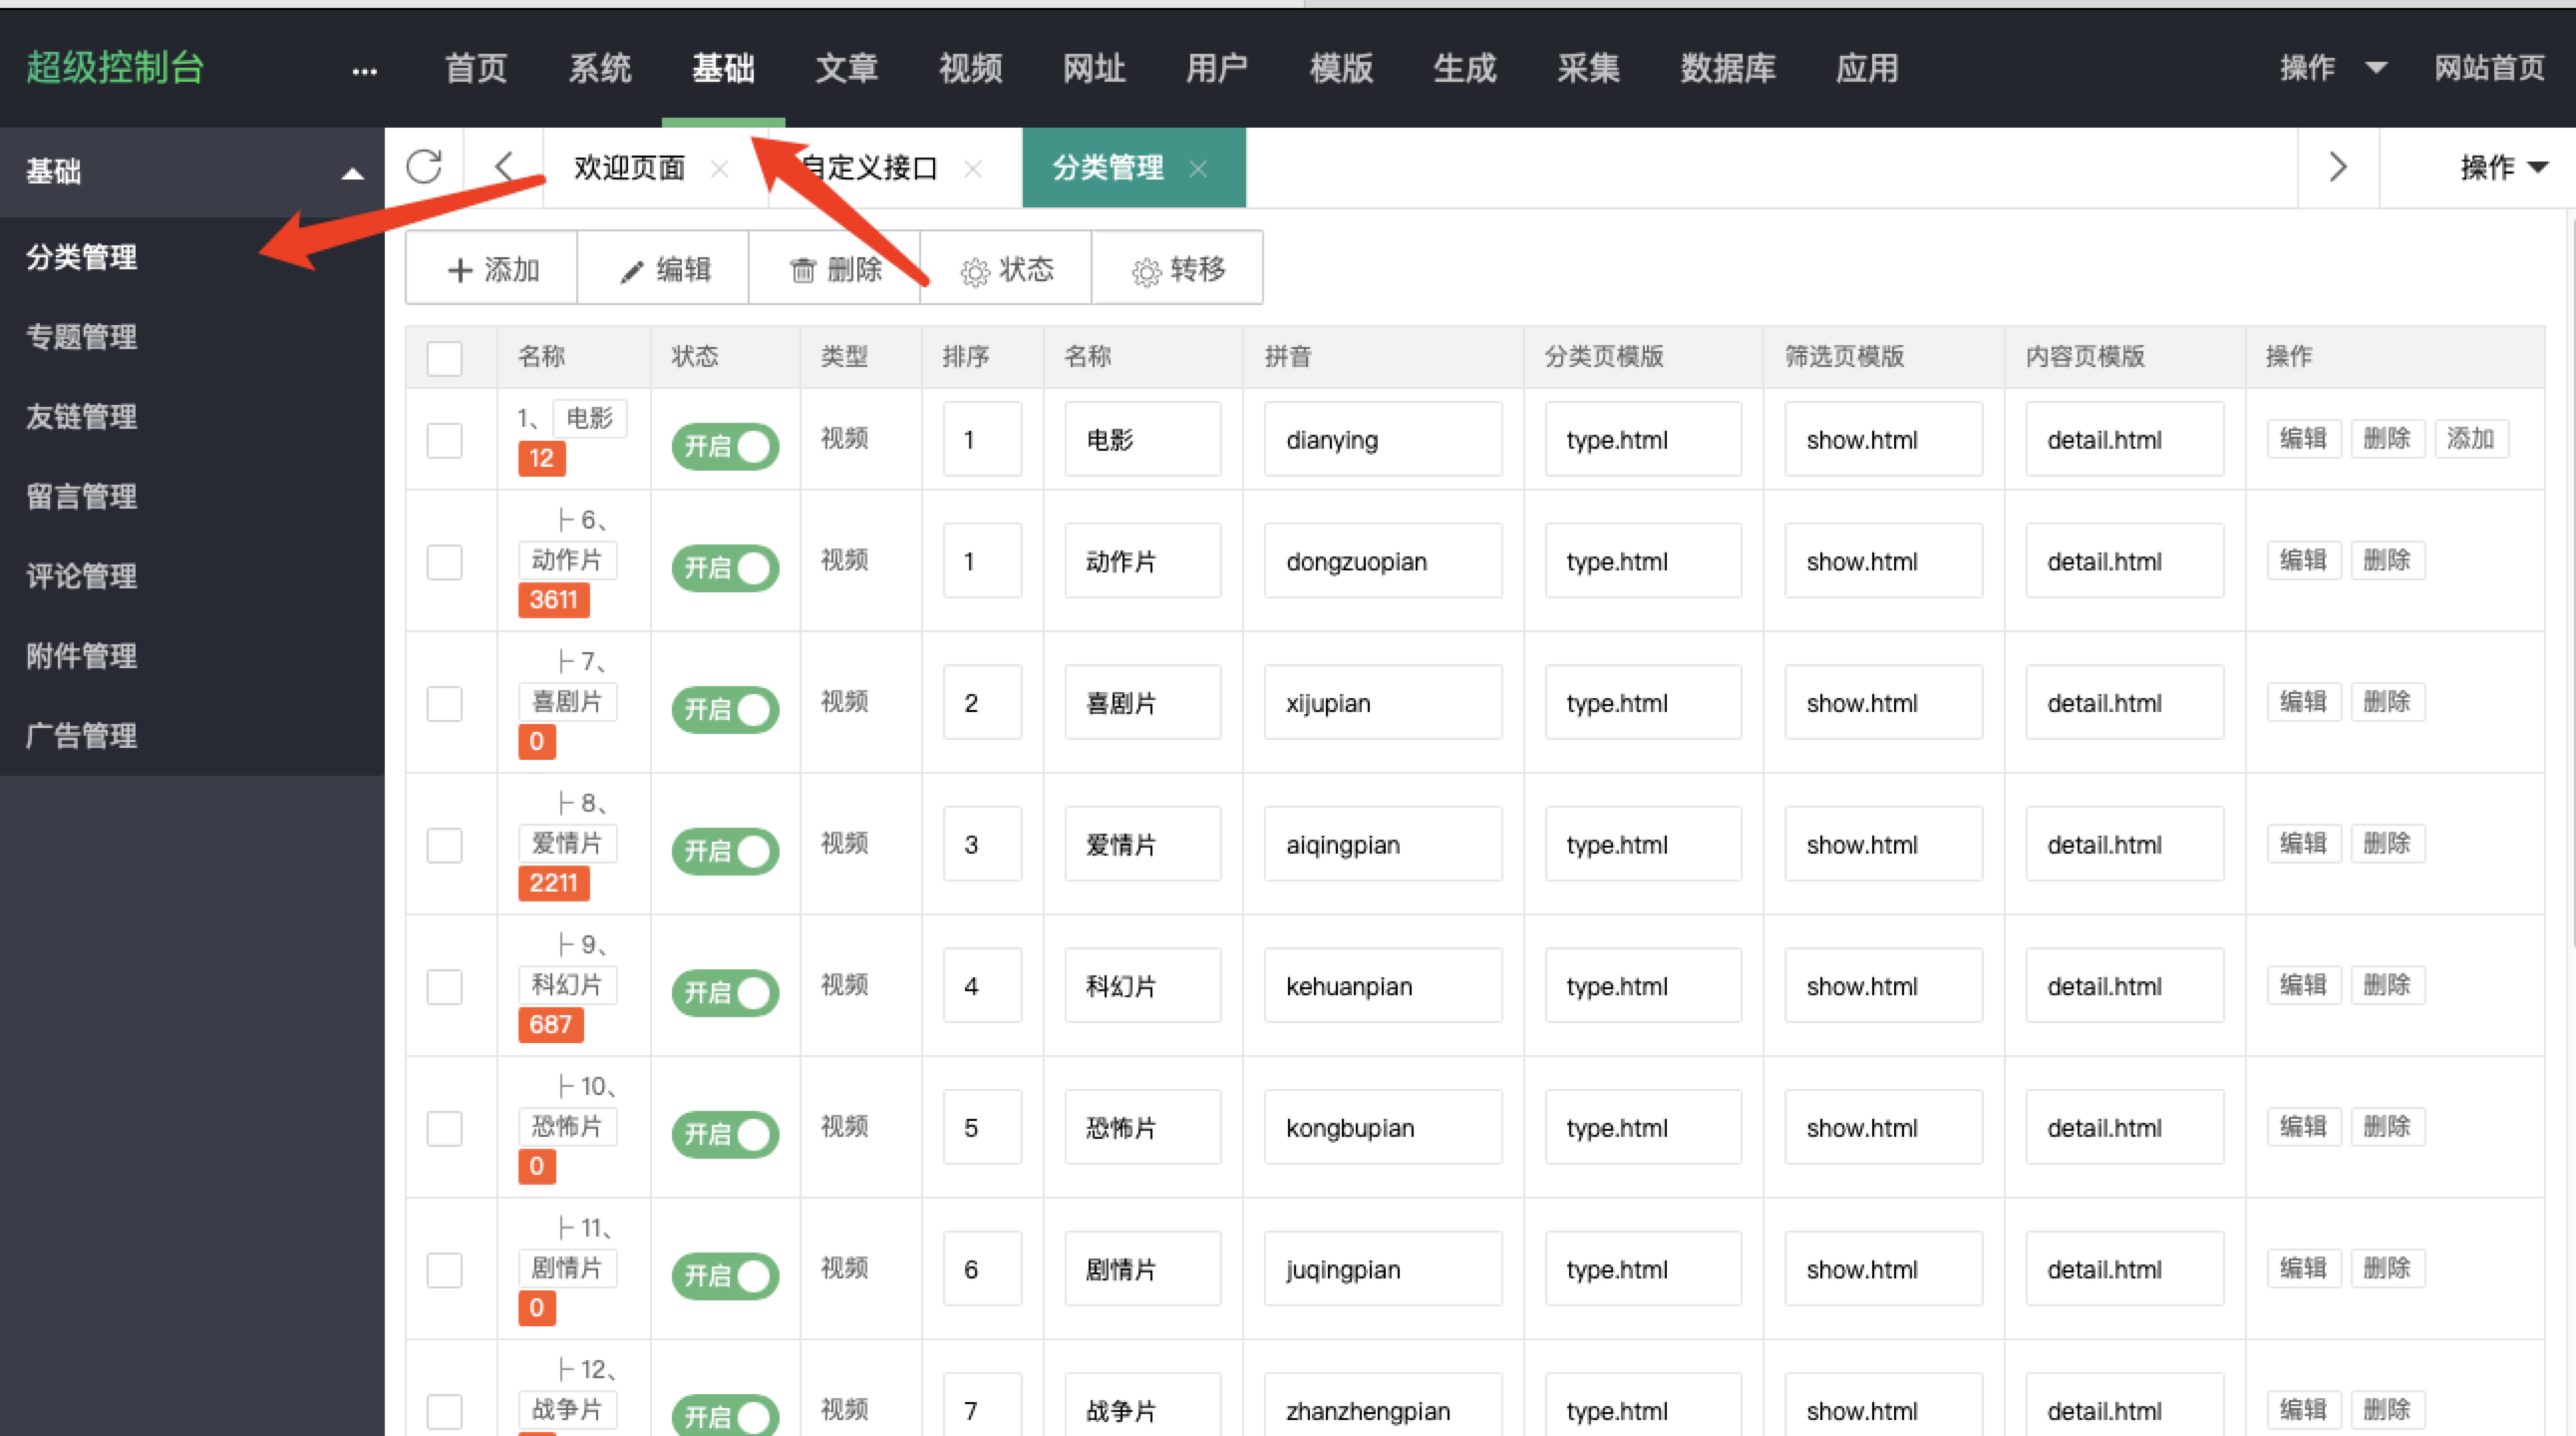 超级控制台 ... 首页 系统 基础 文章 视频 网址 用户 模版 生成 采集 数据库 应用 操作 网站首页
基础
分类管理
专题管理
友链管理
留言管理
评论管理
附件管理
广告管理
欢迎页面 自定义接口 分类管理 操作
添加 编辑 删除 状态 转移
名称 状态 类型 排序 名称 拼音 分类页模版 筛选页模版 内容页模版 操作
1、 电影
12 开启 视频 1 电影 dianying type.html show.html detail.html 编辑 删除 添加
├ 6、
动作片
3611 开启 视频 1 动作片 dongzuopian type.html show.html detail.html 编辑 删除
├ 7、
喜剧片
0 开启 视频 2 喜剧片 xijupian type.html show.html detail.html 编辑 删除
├ 8、
爱情片
2211 开启 视频 3 爱情片 aiqingpian type.html show.html detail.html 编辑 删除
├ 9、
科幻片
687 开启 视频 4 科幻片 kehuanpian type.html show.html detail.html 编辑 删除
├ 10、
恐怖片
0 开启 视频 5 恐怖片 kongbupian type.html show.html detail.html 编辑 删除
├ 11、
剧情片
0 开启 视频 6 剧情片 juqingpian type.html show.html detail.html 编辑 删除
├ 12、
战争片 开启 视频 7 战争片 zhanzhengpian type.html show.html detail.html 编辑 删除